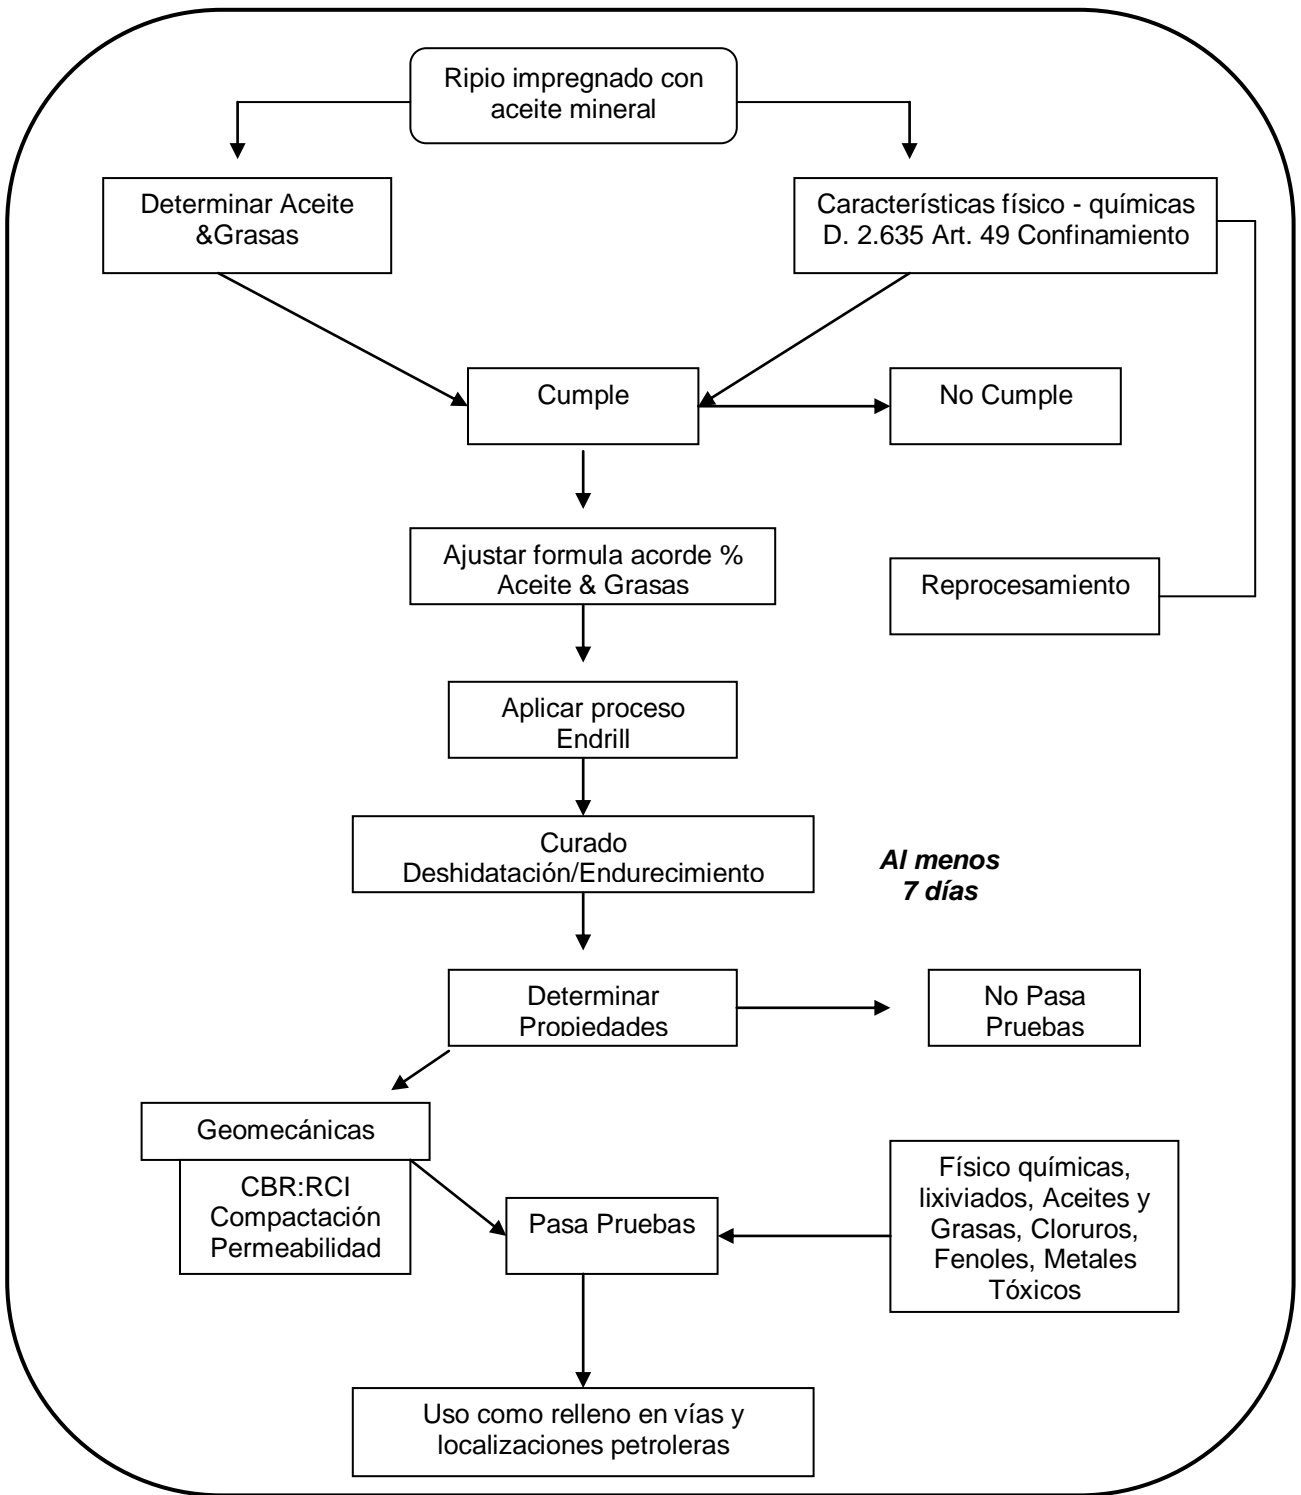 Ripio impregnado con
aceite mineral
Determinar Aceite
&Grasas
Características físico - químicas
D. 2.635 Art. 49 Confinamiento
Cumple
No Cumple
Ajustar formula acorde %
Aceite & Grasas
Reprocesamiento
Aplicar proceso
Endrill
Curado
Deshidatación/Endurecimiento
Al menos
7 días
Determinar
Propiedades
No Pasa
Pruebas
Geomecánicas
CBR:RCI
Compactación
Permeabilidad
Pasa Pruebas
Físico químicas,
lixiviados, Aceites y
Grasas, Cloruros,
Fenoles, Metales
Tóxicos
Uso como relleno en vías y
localizaciones petroleras